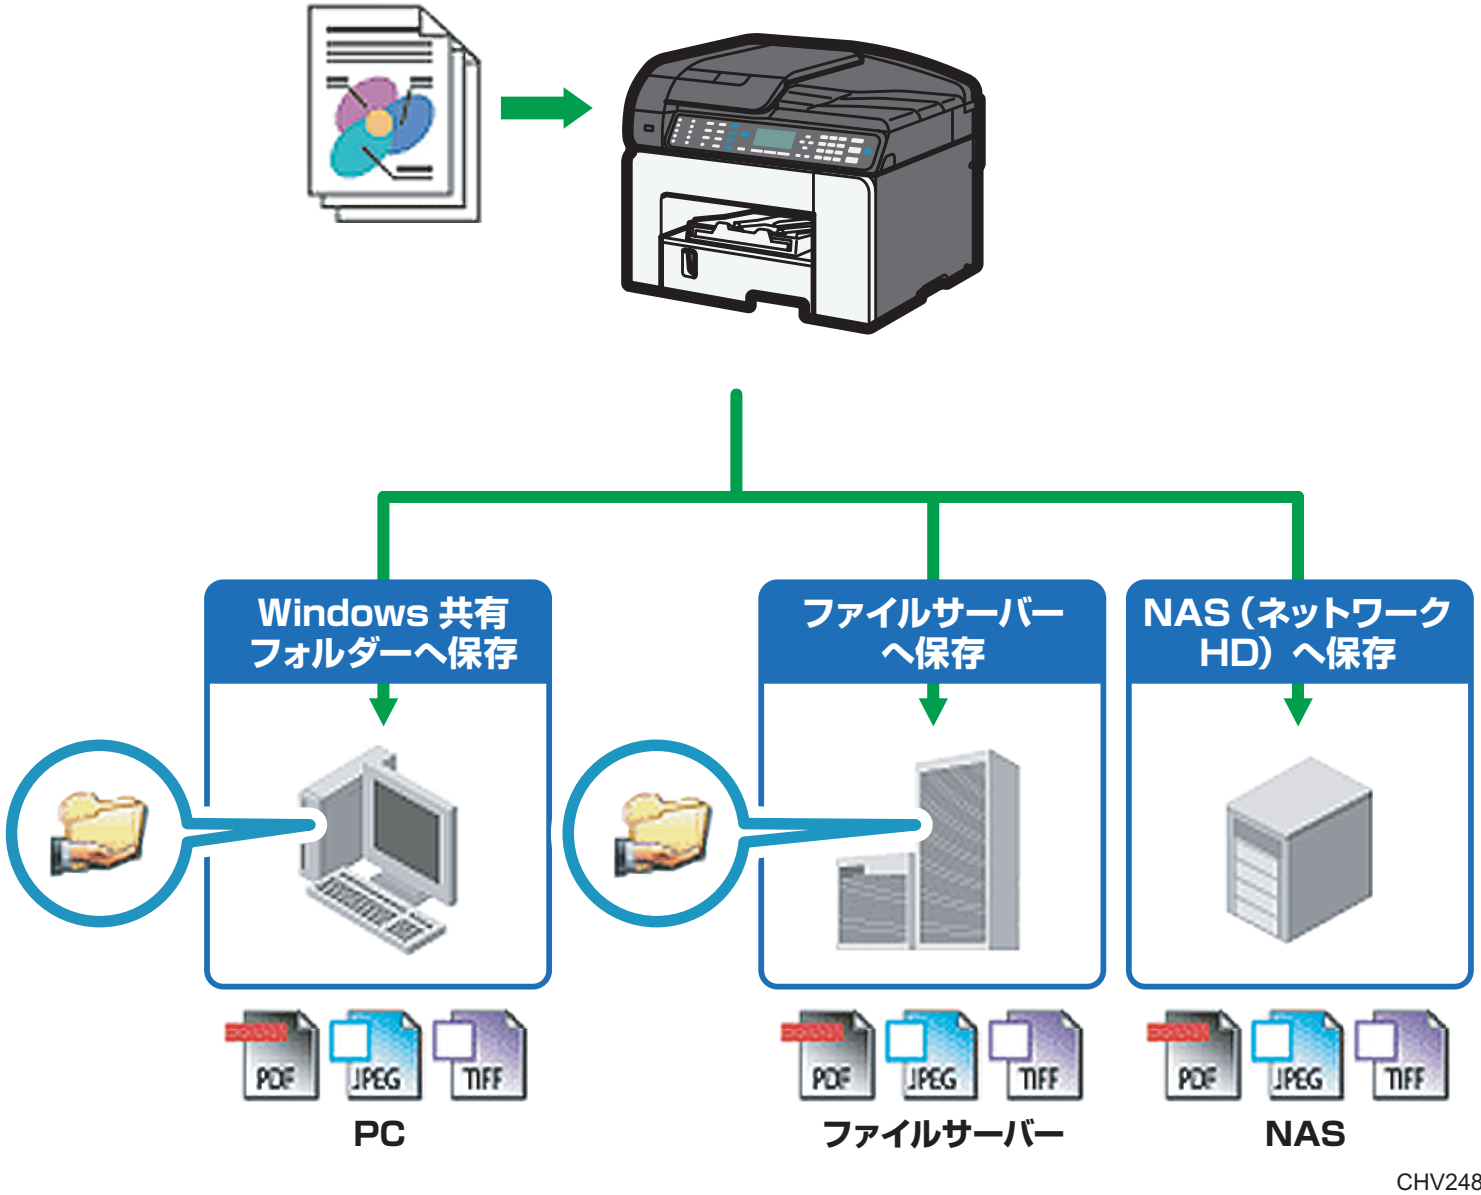 Windows 共有
フォルダーへ保存
ファイルサーバー
へ保存
NAS（ネットワーク
HD）へ保存
PDF
JPEG
TIFF
PDF
JPEG
TIFF
PDF
JPEG
TIFF
PC
ファイルサーバー
NAS
CHV248